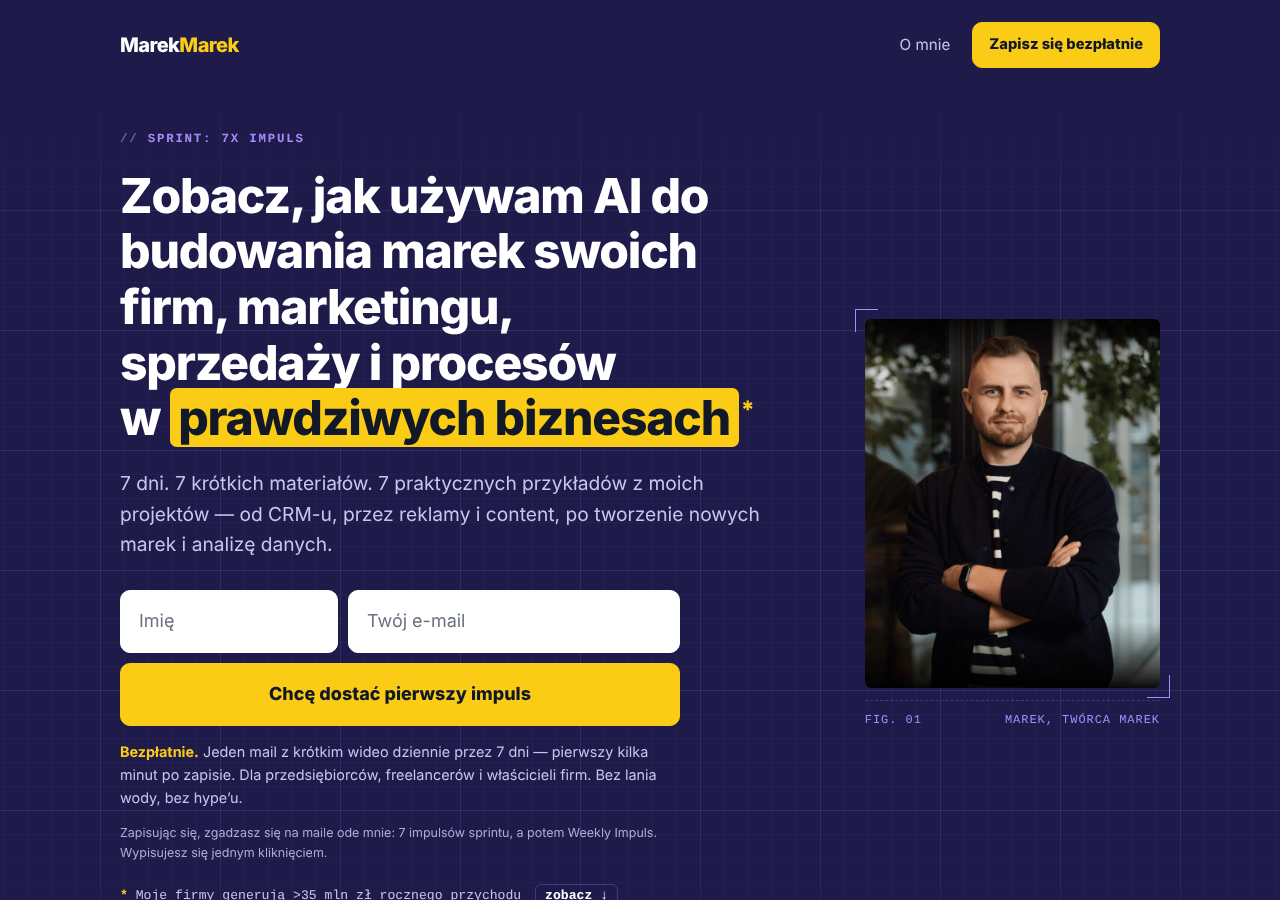 MarekMarek
O mnie
Zapisz się bezpłatnie
// SPRINT: 7X IMPULS
Zobacz, jak używam AI do
budowania marek swoich
firm, marketingu,
sprzedaży i procesów
w prawdziwych biznesach*
7 dni. 7 krótkich materiałów. 7 praktycznych przykładów z moich
projektów — od CRM-u, przez reklamy i content, po tworzenie nowych
marek i analizę danych.
Imię
Twój e-mail
Chcę dostać pierwszy impuls
Bezpłatnie. Jeden mail z krótkim wideo dziennie przez 7 dni — pierwszy kilka
minut po zapisie. Dla przedsiębiorców, freelancerów i właścicieli firm. Bez lania
wody, bez hype’u.
Zapisując się, zgadzasz się na maile ode mnie: 7 impulsów sprintu, a potem Weekly Impuls.
Wypisujesz się jednym kliknięciem.
* Moje firmy generują >35 mln zł rocznego przychodu zobacz ↓
FIG. 01
MAREK, TWÓRCA MAREK